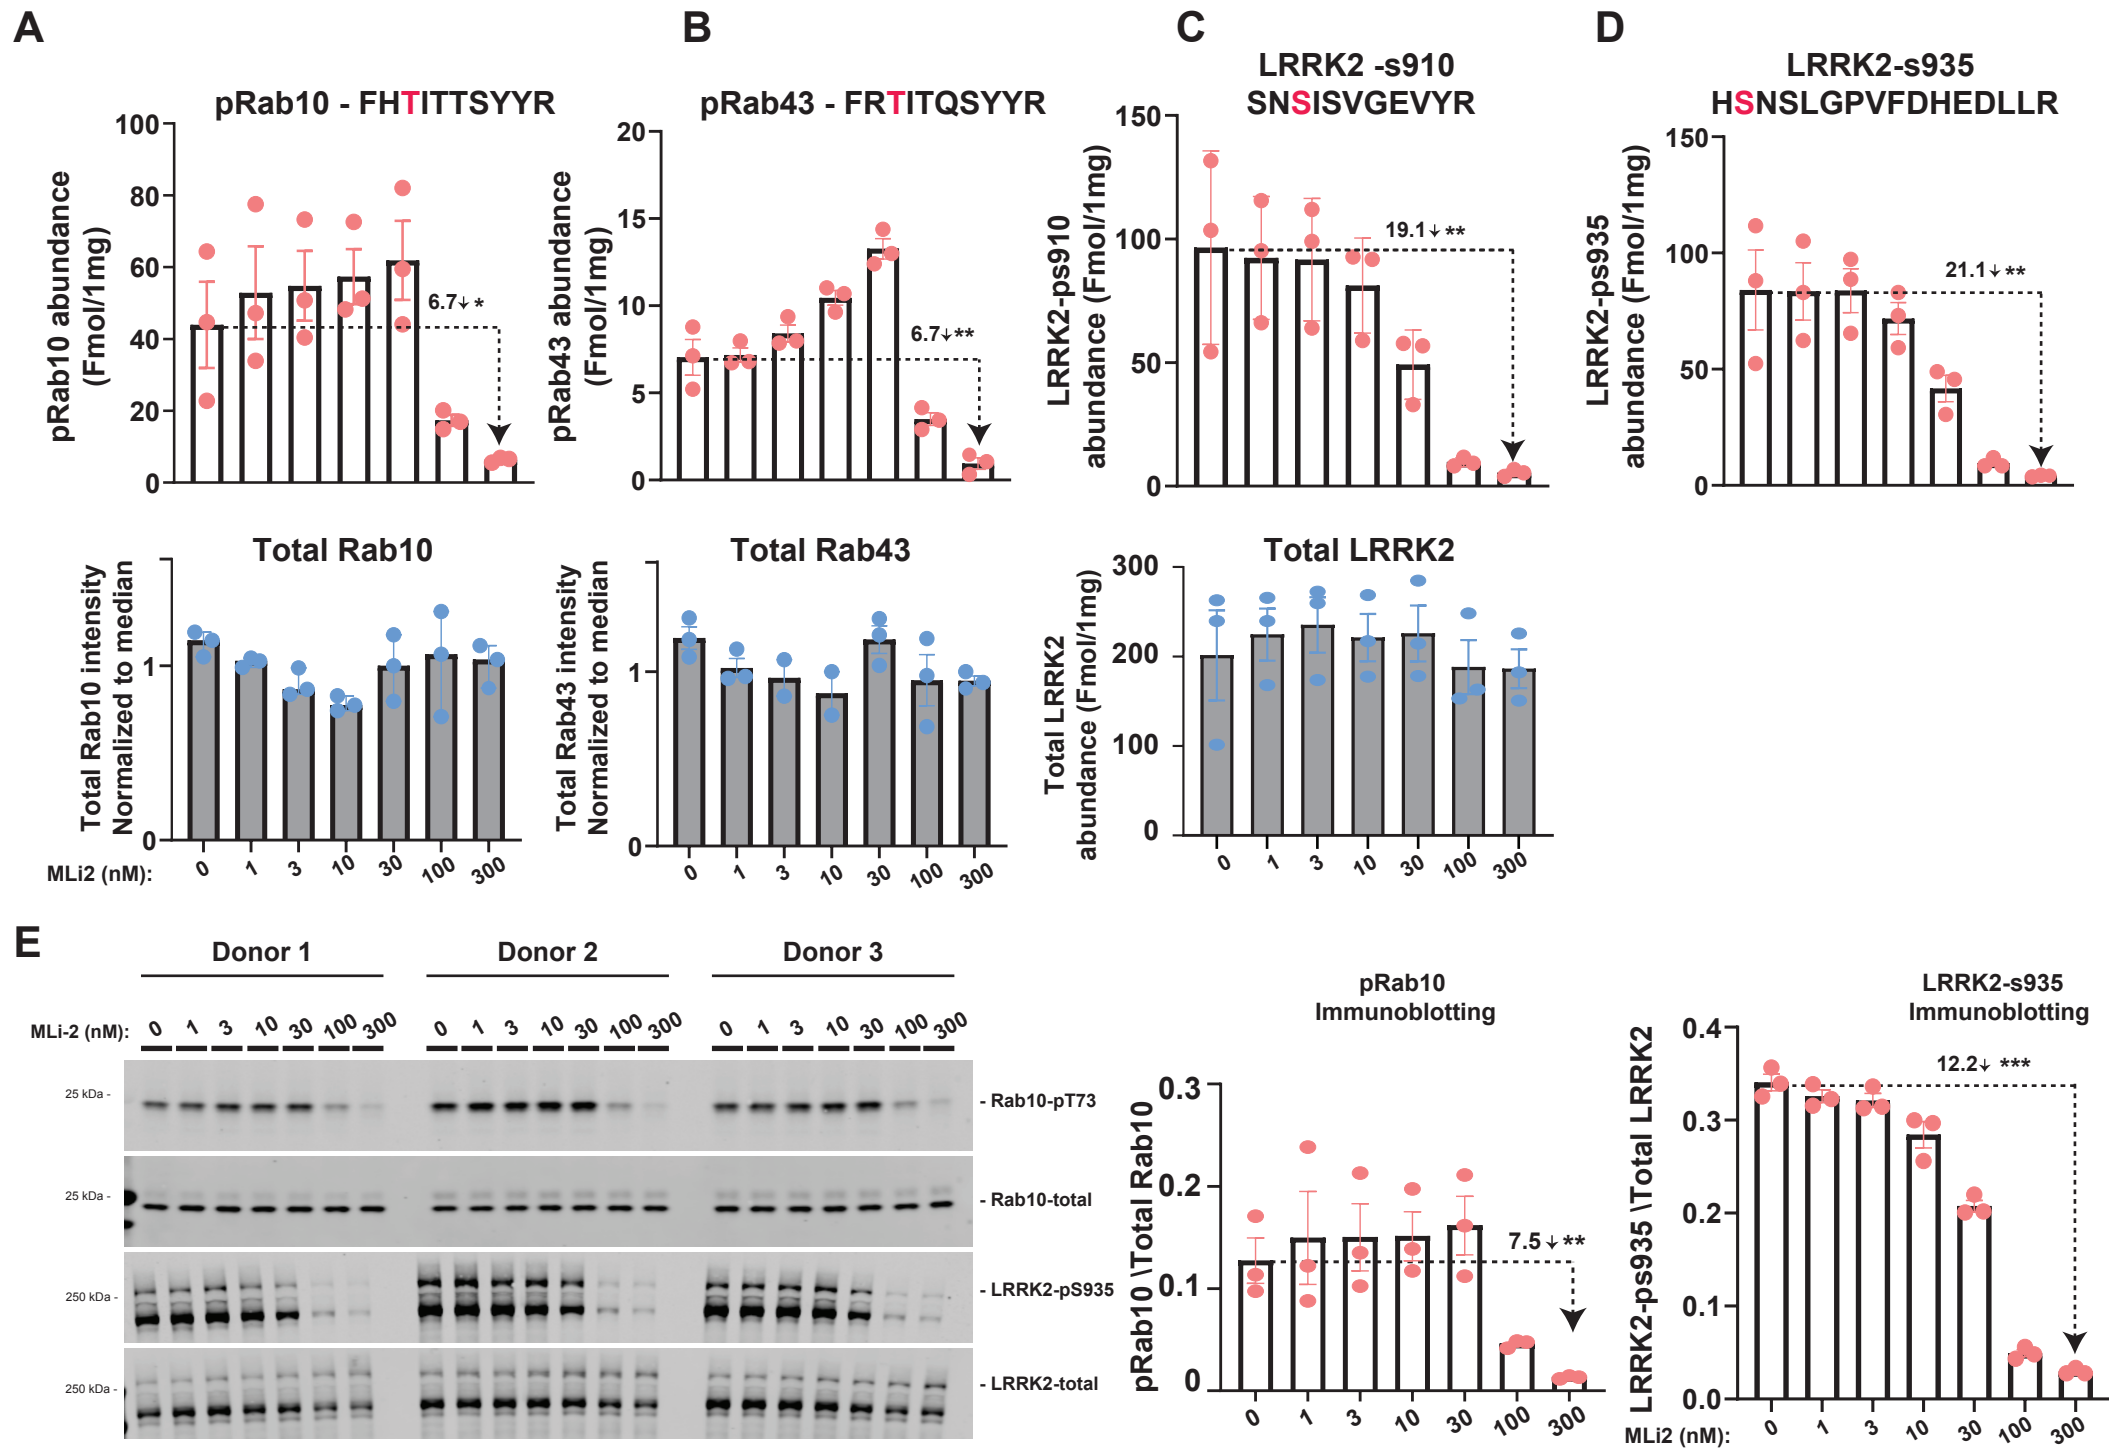 A
pRab10 - FHTITTSYYR
pRab10 abundance
(Fmol/1mg)
100
80
60
40
20
0
6.7↓ *
Total Rab10
Total Rab10 intensity
Normalized to median
1
0
MLi2 (nM):
0 1 3 10 30 100 300
B
pRab43 - FRTITQSYYR
pRab43 abundance
(Fmol/1mg)
20
15
10
5
0
6.7↓**
Total Rab43
Total Rab43 intensity
Normalized to median
1
0
0 1 3 10 30 100 300
C
LRRK2 -s910
SNSISVGEVYR
LRRK2-ps910
abundance (Fmol/1mg)
150
100
50
0
19.1↓ **
Total LRRK2
Total LRRK2
abundance (Fmol/1mg)
300
200
100
0
0 1 3 10 30 100 300
D
LRRK2-s935
HSNSLGPVFDHEDLLR
LRRK2-ps935
abundance (Fmol/1mg)
150
100
50
0
21.1↓ **
E
Donor 1 Donor 2 Donor 3
MLi-2 (nM): 0 1 3 10 30 100 300 0 1 3 10 30 100 300 0 1 3 10 30 100 300
25 kDa - - Rab10-pT73
25 kDa - - Rab10-total
250 kDa - - LRRK2-pS935
250 kDa - - LRRK2-total
pRab10
Immunoblotting
pRab10 \Total Rab10
0.3
0.2
0.1
0
7.5 ↓ **
0 1 3 10 30 100 300
LRRK2-s935
Immunoblotting
LRRK2-ps935 \Total LRRK2
0.4
0.3
0.2
0.1
0.0
12.2↓ ***
MLi2 (nM): 0 1 3 10 30 100 300